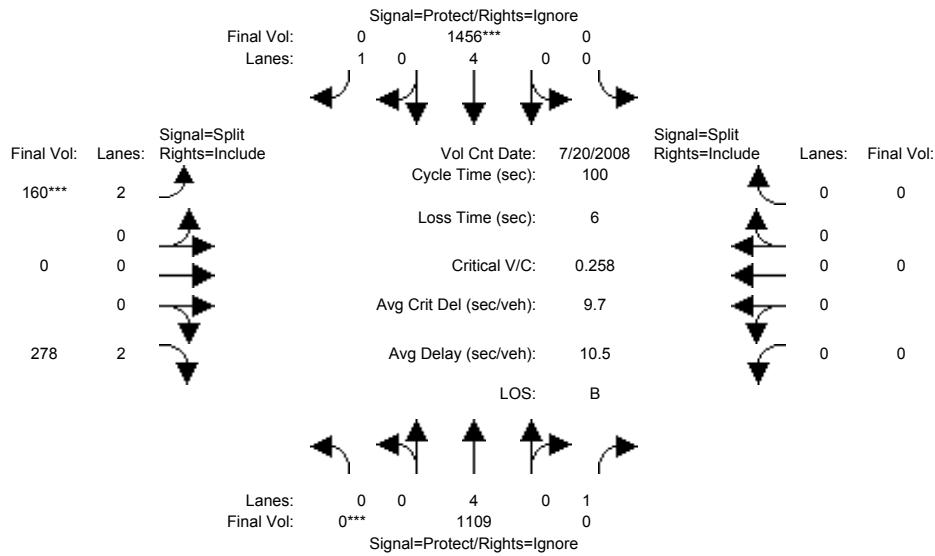 Signal=Protect/Rights=Ignore
Final Vol: 0 1456*** 0
Lanes: 1 0 4 0 0
Signal=Split Signal=Split
Final Vol: Lanes: Rights=Include Vol Cnt Date: 7/20/2008 Rights=Include Lanes: Final Vol:
Cycle Time (sec): 100
160*** 2 0 0
Loss Time (sec): 6
0 0
0 0 Critical V/C: 0.258 0 0
0 Avg Crit Del (sec/veh): 9.7 0
278 2 Avg Delay (sec/veh): 10.5 0 0
LOS: B
Lanes: 0 0 4 0 1
Final Vol: 0*** 1109 0
Signal=Protect/Rights=Ignore